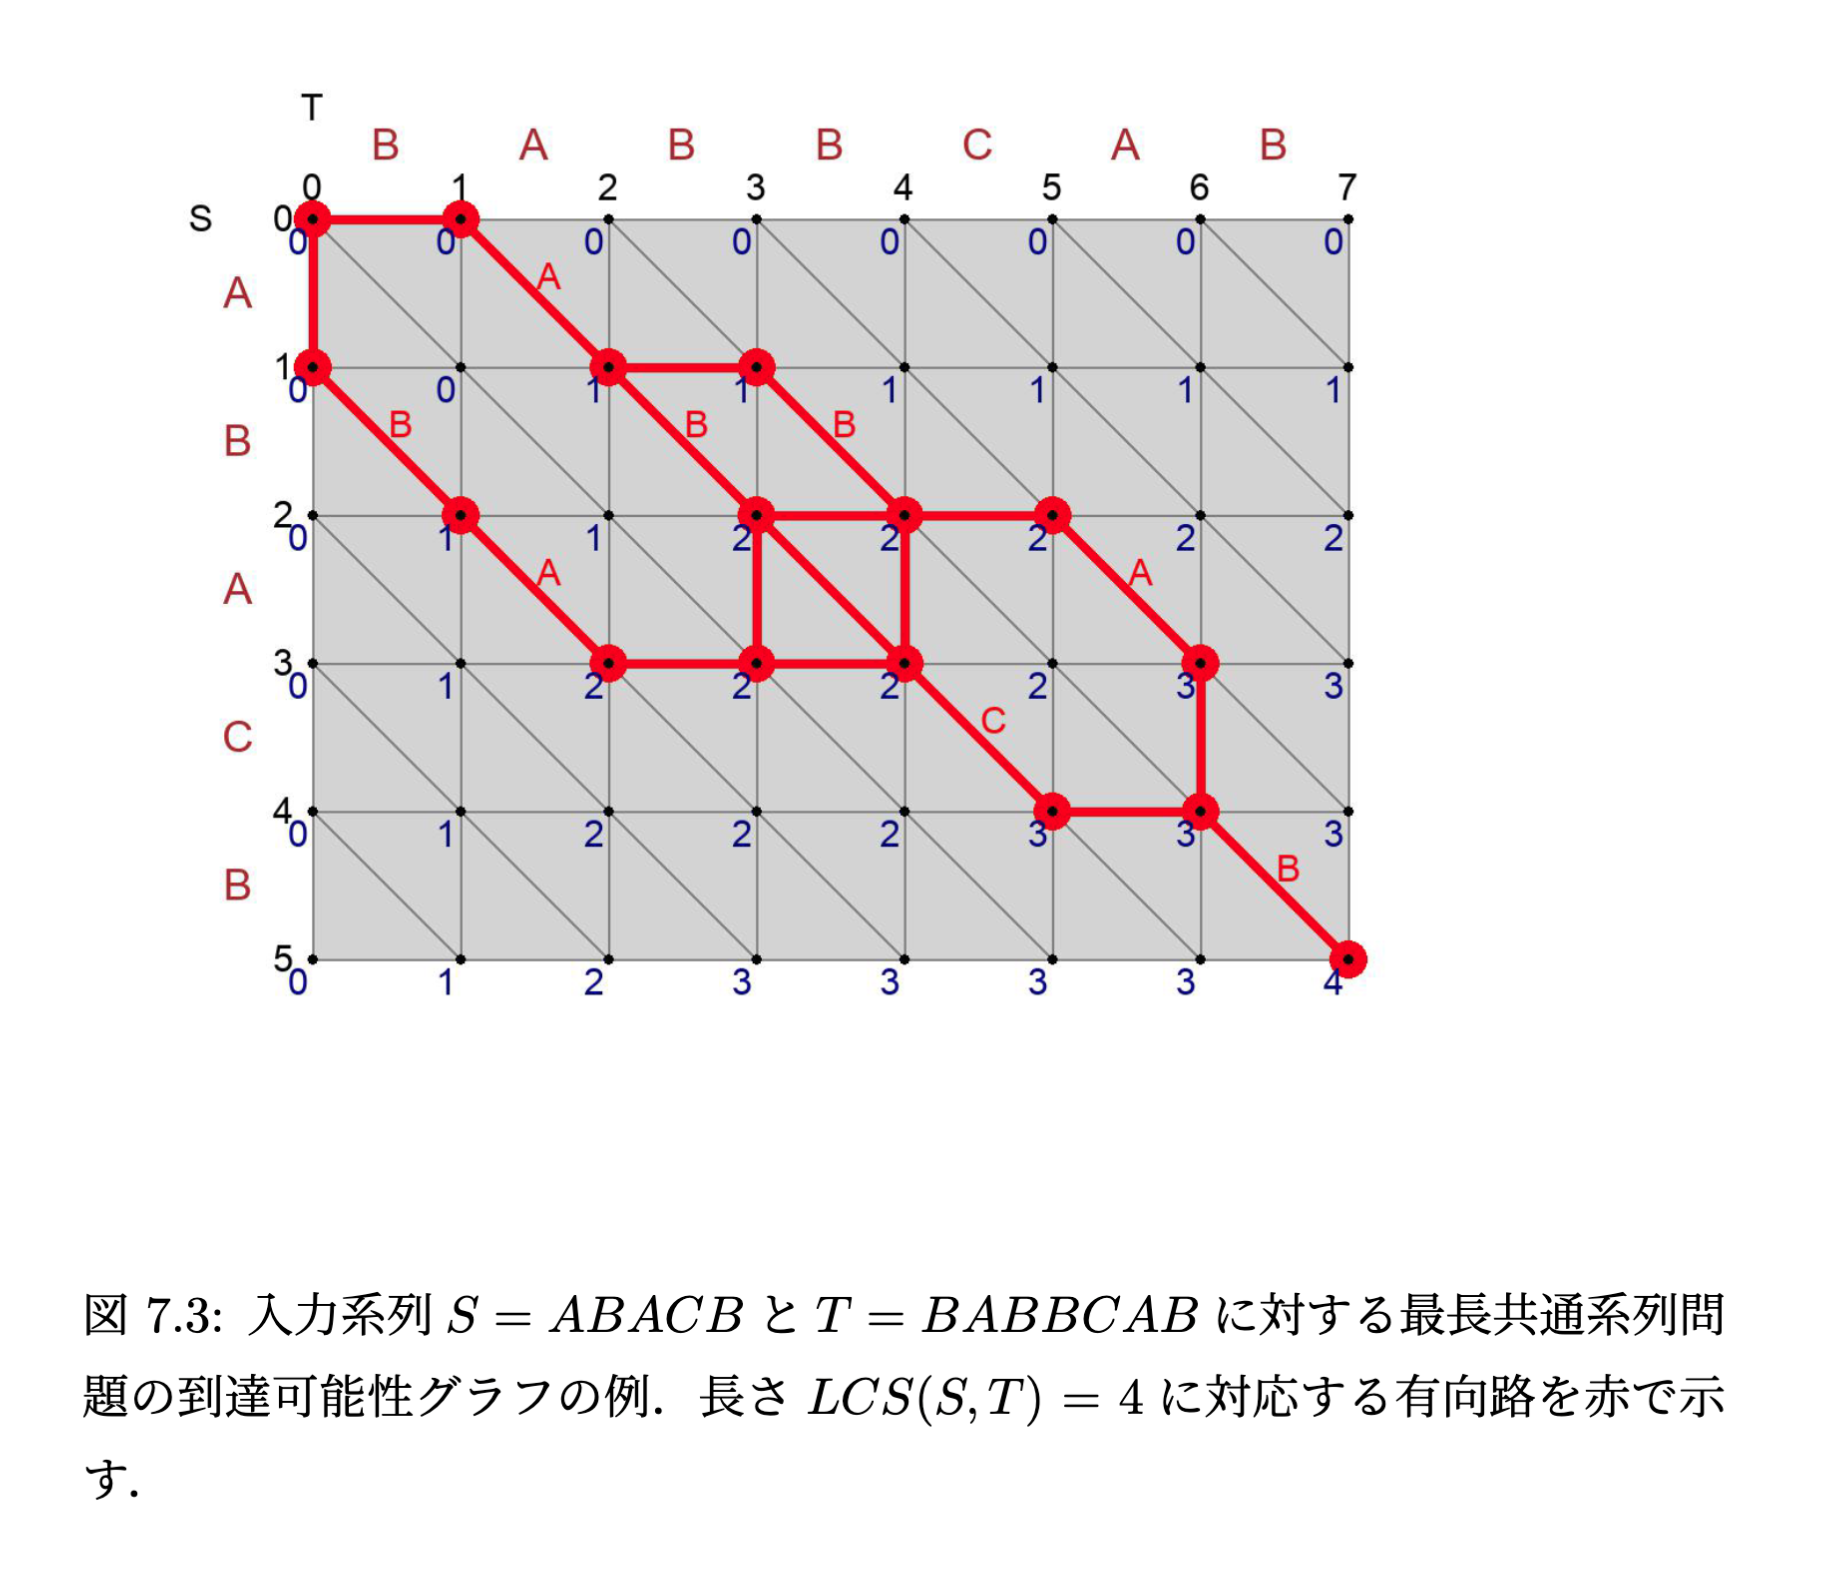 T
B A B B C A B
0 1 2 3 4 5 6 7
S 0
0 0 0 0 0 0 0 0
A A
1
0 0 1 1 1 1 1 1
B B B B
2
0 1 1 2 2 2 2 2
A A A
3
0 1 2 2 2 2 3 3
C C
4
0 1 2 2 2 3 3 3
B B
5
0 1 2 3 3 3 3 4
図 7.3: 入力系列 S = ABACB と T = BABBCAB に対する最長共通系列問
題の到達可能性グラフの例．長さ LCS(S,T) = 4 に対応する有向路を赤で示
す．